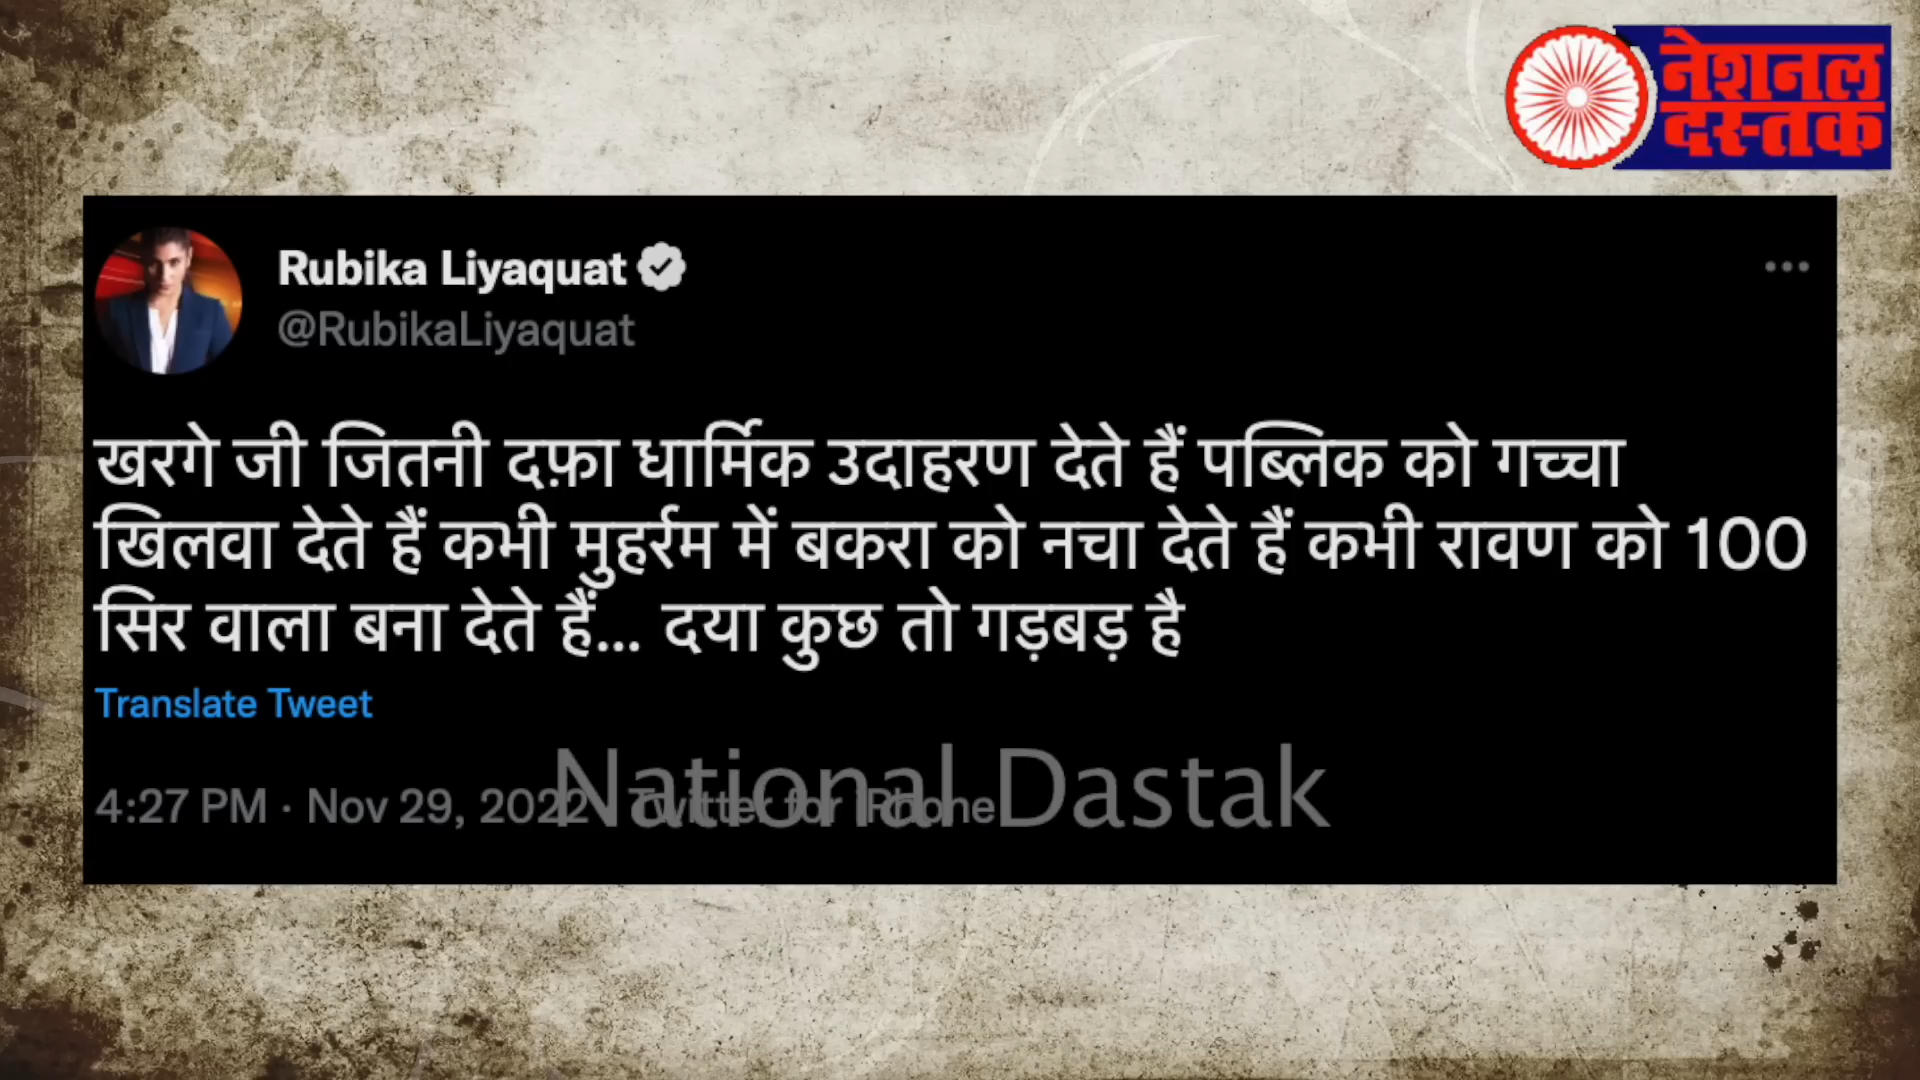 नेशनल
दस्तक
Rubika Liyaquat
@RubikaLiyaquat
खरगे जी जितनी दफ़ा धार्मिक उदाहरण देते हैं पब्लिक को गच्चा
खिलवा देते हैं कभी मुहर्रम में बकरा को नचा देते हैं कभी रावण को 100
सिर वाला बना देते हैं... दया कुछ तो गड़बड़ है
Translate Tweet
4:27 PM · Nov 29, 2022 · Twitter for iPhone
National Dastak